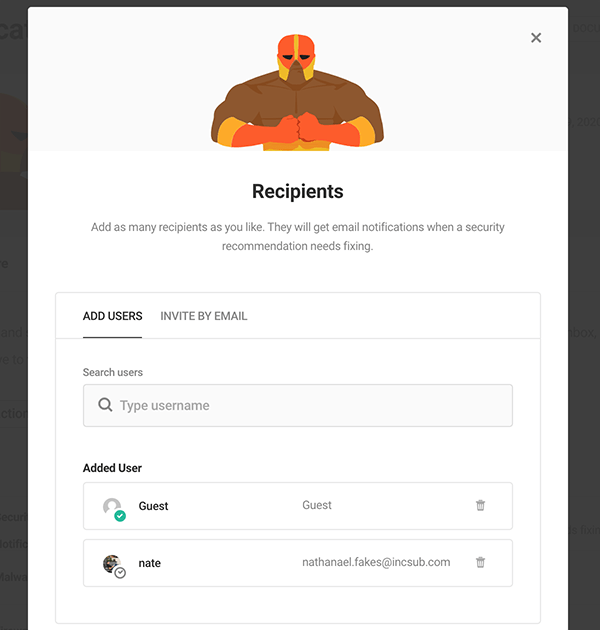 Recipients
Add as many recipients as you like. They will get email notifications when a security
recommendation needs fixing.
ADD USERS INVITE BY EMAIL
Search users
Type username
Added User
Guest Guest
nate nathanael.fakes@incsub.com